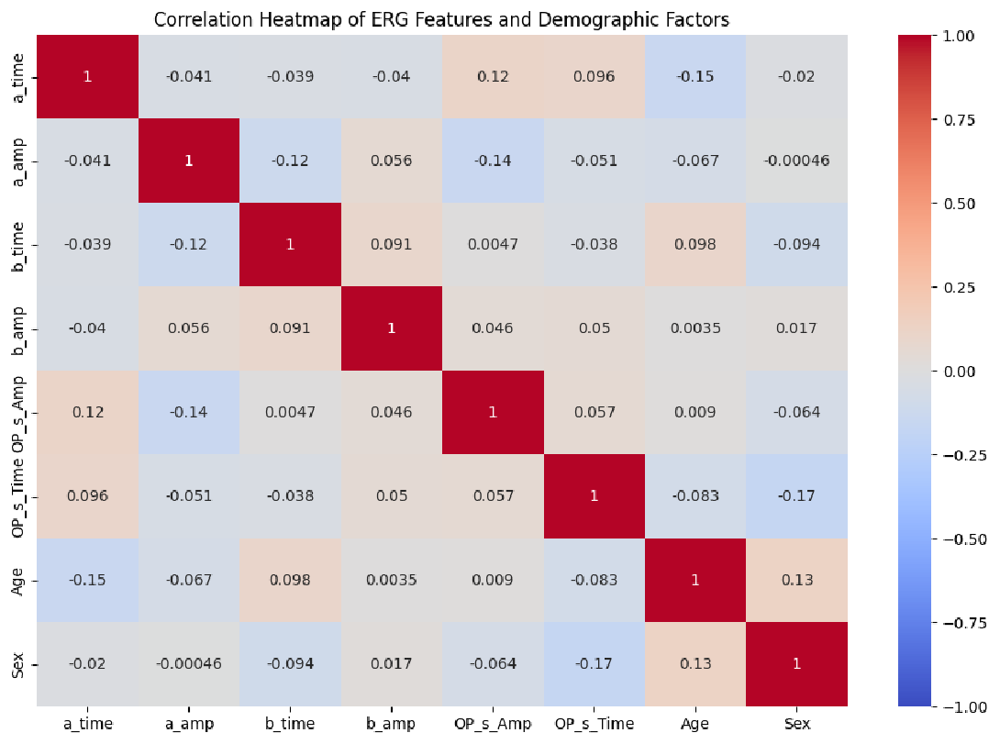 Correlation Heatmap of ERG Features and Demographic Factors
a_time 1 -0.041 -0.039 -0.04 0.12 0.096 -0.15 -0.02
a_amp -0.041 1 -0.12 0.056 -0.14 -0.051 -0.067 -0.00046
b_time -0.039 -0.12 1 0.091 0.0047 -0.038 0.098 -0.094
b_amp -0.04 0.056 0.091 1 0.046 0.05 0.0035 0.017
OP_s_Amp 0.12 -0.14 0.0047 0.046 1 0.057 0.009 -0.064
OP_s_Time 0.096 -0.051 -0.038 0.05 0.057 1 -0.083 -0.17
Age -0.15 -0.067 0.098 0.0035 0.009 -0.083 1 0.13
Sex -0.02 -0.00046 -0.094 0.017 -0.064 -0.17 0.13 1
a_time a_amp b_time b_amp OP_s_Amp OP_s_Time Age Sex
1.00
0.75
0.50
0.25
0.00
−0.25
−0.50
−0.75
−1.00